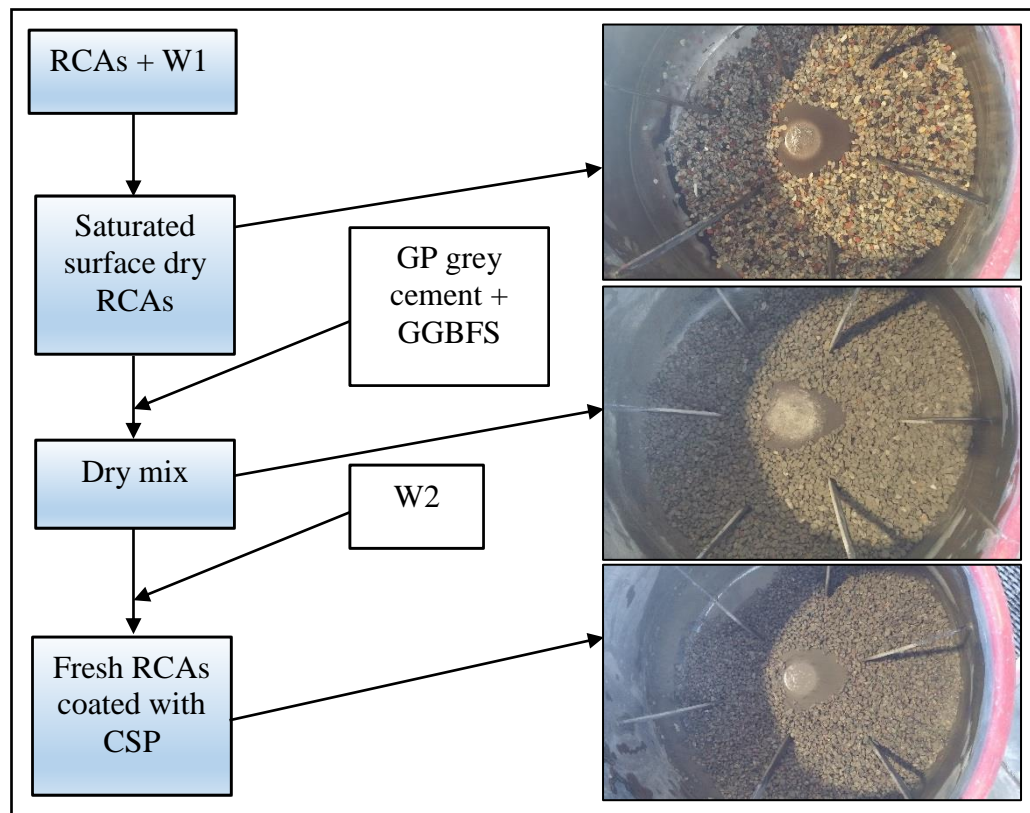 RCAs + W1
Saturated
surface dry
RCAs
GP grey
cement +
GGBFS
Dry mix
W2
Fresh RCAs
coated with
CSP